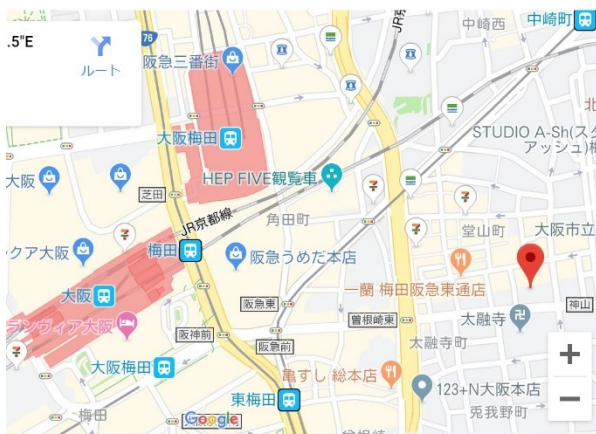 .5"E
ルート
76
阪急三番街
中崎西
中崎町
北
大阪梅田
STUDIO A-Sh(スタ
アッシュ)梅
大阪
HEP FIVE観覧車
芝田
JR京都線
角田町
堂山町
大阪市立
クア大阪
梅田
阪急うめだ本店
一蘭 梅田阪急東通店
大阪
阪急東
曽根崎東
太融寺
神山
ランヴィア大阪
阪神前
阪急前
太融寺町
大阪梅田
亀すし 総本店
123+N大阪本店
東梅田
兎我野町
梅田
Google
+
−